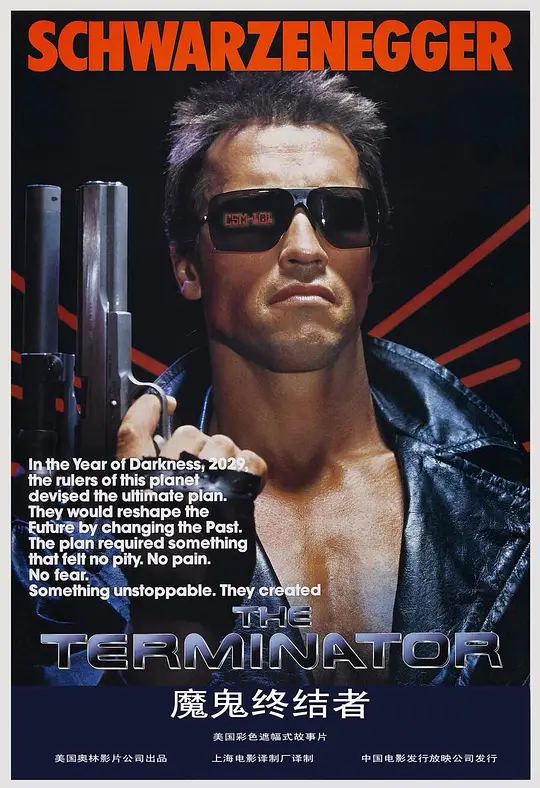 SCHWARZENEGGER
CSM-101
In the Year of Darkness, 2029,
the rulers of this planet
devised the ultimate plan.
They would reshape the
Future by changing the Past.
The plan required something
that felt no pity. No pain.
No fear.
Something unstoppable. They created
THE
TERMINATOR
魔鬼终结者
美国彩色遮幅式故事片
美国奥林影片公司出品 上海电影译制厂译制 中国电影发行放映公司发行